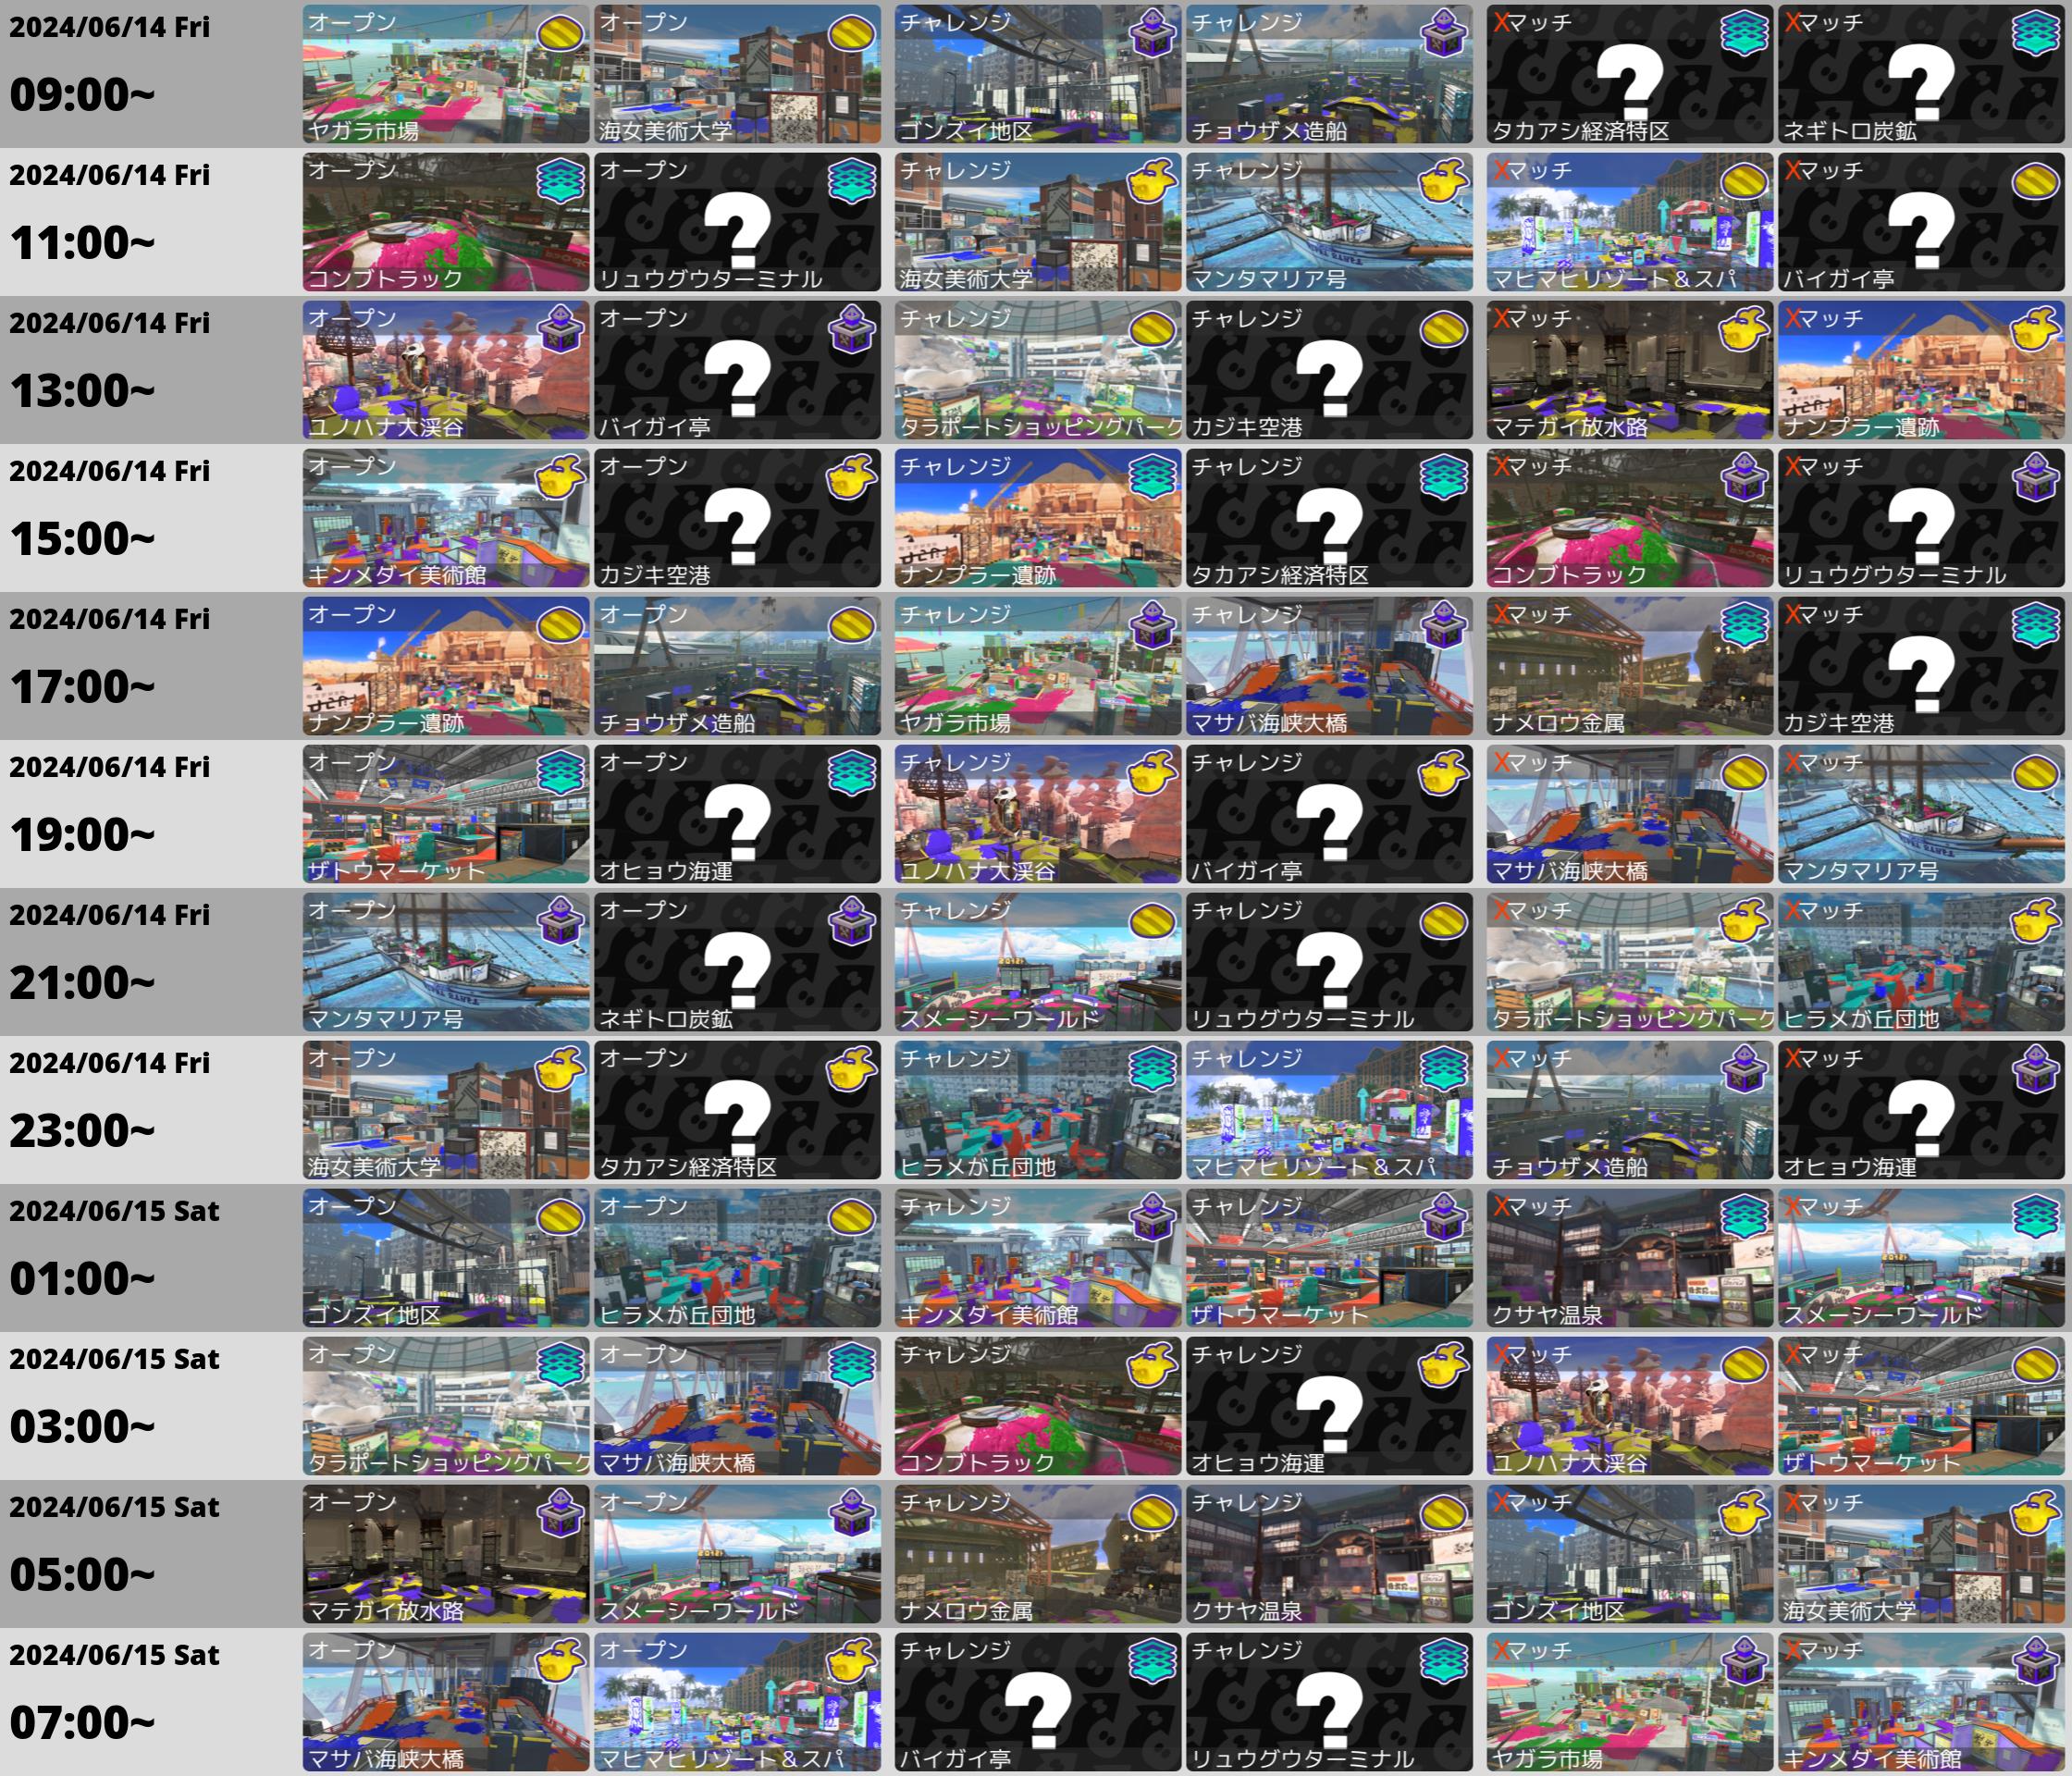 2024/06/14 Fri
09:00~
オープン
ヤガラ市場
オープン
海女美術大学
チャレンジ
ゴンズイ地区
チャレンジ
チョウザメ造船
Xマッチ
タカアシ経済特区
Xマッチ
ネギトロ炭鉱
2024/06/14 Fri
11:00~
オープン
コンブトラック
オープン
リュウグウターミナル
チャレンジ
海女美術大学
チャレンジ
マンタマリア号
Xマッチ
マヒマヒリゾート＆スパ
Xマッチ
バイガイ亭
2024/06/14 Fri
13:00~
オープン
ユノハナ大渓谷
オープン
バイガイ亭
チャレンジ
タラポートショッピングパーク
チャレンジ
カジキ空港
Xマッチ
マテガイ放水路
Xマッチ
ナンプラー遺跡
2024/06/14 Fri
15:00~
オープン
キンメダイ美術館
オープン
カジキ空港
チャレンジ
ナンプラー遺跡
チャレンジ
タカアシ経済特区
Xマッチ
コンブトラック
Xマッチ
リュウグウターミナル
2024/06/14 Fri
17:00~
オープン
ナンプラー遺跡
オープン
チョウザメ造船
チャレンジ
ヤガラ市場
チャレンジ
マサバ海峡大橋
Xマッチ
ナメロウ金属
Xマッチ
カジキ空港
2024/06/14 Fri
19:00~
オープン
ザトウマーケット
オープン
オヒョウ海運
チャレンジ
ユノハナ大渓谷
チャレンジ
バイガイ亭
Xマッチ
マサバ海峡大橋
Xマッチ
マンタマリア号
2024/06/14 Fri
21:00~
オープン
マンタマリア号
オープン
ネギトロ炭鉱
チャレンジ
スメーシーワールド
チャレンジ
リュウグウターミナル
Xマッチ
タラポートショッピングパーク
Xマッチ
ヒラメが丘団地
2024/06/14 Fri
23:00~
オープン
海女美術大学
オープン
タカアシ経済特区
チャレンジ
ヒラメが丘団地
チャレンジ
マヒマヒリゾート＆スパ
Xマッチ
チョウザメ造船
Xマッチ
オヒョウ海運
2024/06/15 Sat
01:00~
オープン
ゴンズイ地区
オープン
ヒラメが丘団地
チャレンジ
キンメダイ美術館
チャレンジ
ザトウマーケット
Xマッチ
クサヤ温泉
Xマッチ
スメーシーワールド
2024/06/15 Sat
03:00~
オープン
タラポートショッピングパーク
オープン
マサバ海峡大橋
チャレンジ
コンブトラック
チャレンジ
オヒョウ海運
Xマッチ
ユノハナ大渓谷
Xマッチ
ザトウマーケット
2024/06/15 Sat
05:00~
オープン
マテガイ放水路
オープン
スメーシーワールド
チャレンジ
ナメロウ金属
チャレンジ
クサヤ温泉
Xマッチ
ゴンズイ地区
Xマッチ
海女美術大学
2024/06/15 Sat
07:00~
オープン
マサバ海峡大橋
オープン
マヒマヒリゾート＆スパ
チャレンジ
バイガイ亭
チャレンジ
リュウグウターミナル
Xマッチ
ヤガラ市場
Xマッチ
キンメダイ美術館